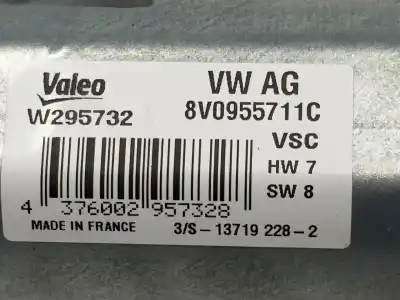 Valeo
VW AG
W295732
8V0955711C
VSC
HW 7
SW 8
4 376002 957328
MADE IN FRANCE
3/S - 13719 228 - 2